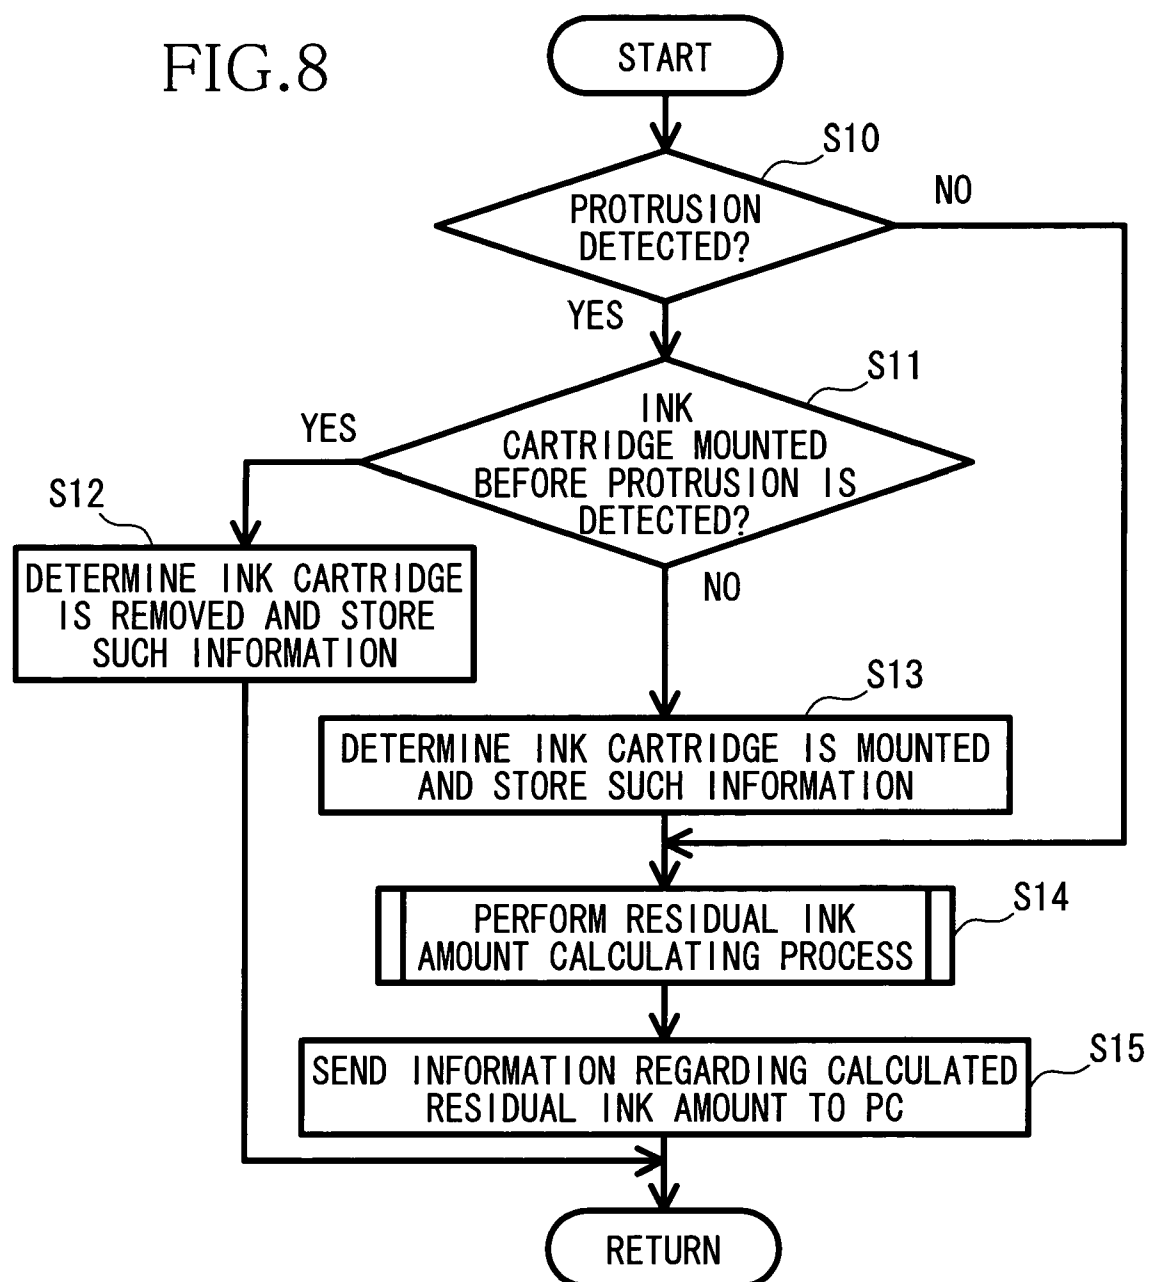 FIG.8
START
S10
PROTRUSION
DETECTED?
NO
YES
S11
INK
CARTRIDGE MOUNTED
BEFORE PROTRUSION IS
DETECTED?
YES
NO
S12
DETERMINE INK CARTRIDGE
IS REMOVED AND STORE
SUCH INFORMATION
S13
DETERMINE INK CARTRIDGE IS MOUNTED
AND STORE SUCH INFORMATION
S14
PERFORM RESIDUAL INK
AMOUNT CALCULATING PROCESS
S15
SEND INFORMATION REGARDING CALCULATED
RESIDUAL INK AMOUNT TO PC
RETURN